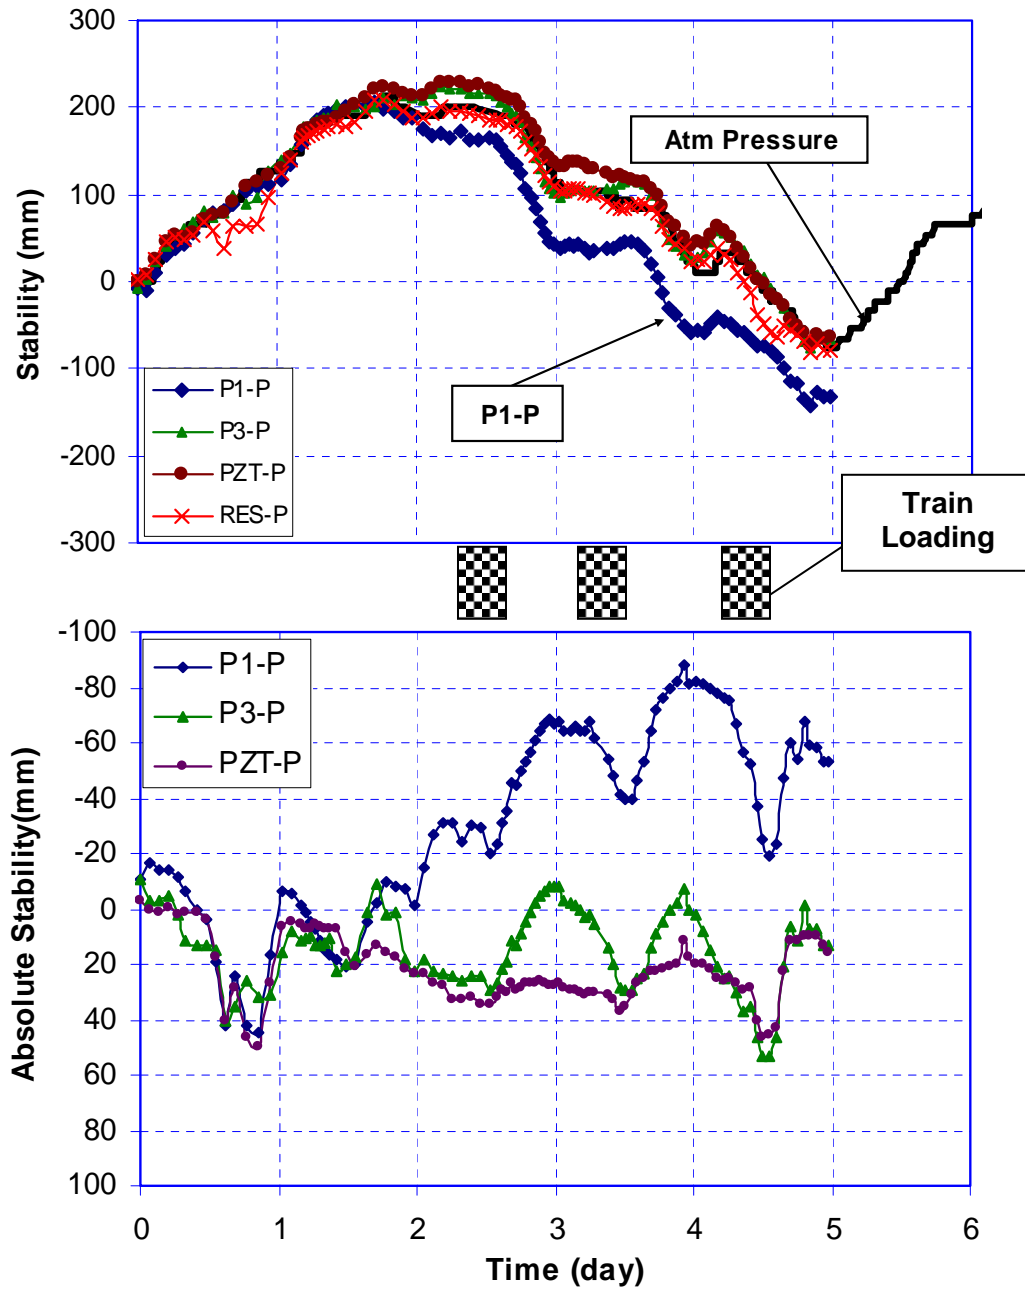 300
200
100
0
-100
-200
-300
Stability (mm)
Atm Pressure
P1-P
P1-P
P3-P
PZT-P
RES-P
Train
Loading
-100
-80
-60
-40
-20
0
20
40
60
80
100
Absolute Stability(mm)
P1-P
P3-P
PZT-P
0 1 2 3 4 5 6
Time (day)